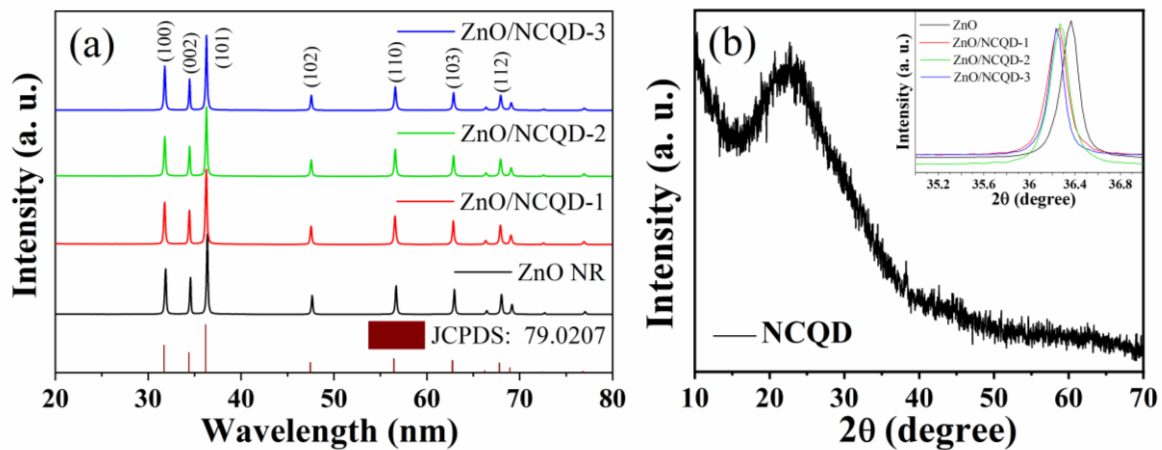 (a)
ZnO/NCQD-3
(100)
(002)
(101)
(102)
(110)
(103)
(112)
ZnO/NCQD-2
ZnO/NCQD-1
ZnO NR
JCPDS: 79.0207
Intensity (a. u.)
20 30 40 50 60 70 80
Wavelength (nm)
(b)
ZnO
ZnO/NCQD-1
ZnO/NCQD-2
ZnO/NCQD-3
Intensity (a. u.)
35.2 35.6 36 36.4 36.8
2θ (degree)
Intensity (a. u.)
NCQD
10 20 30 40 50 60 70
2θ (degree)